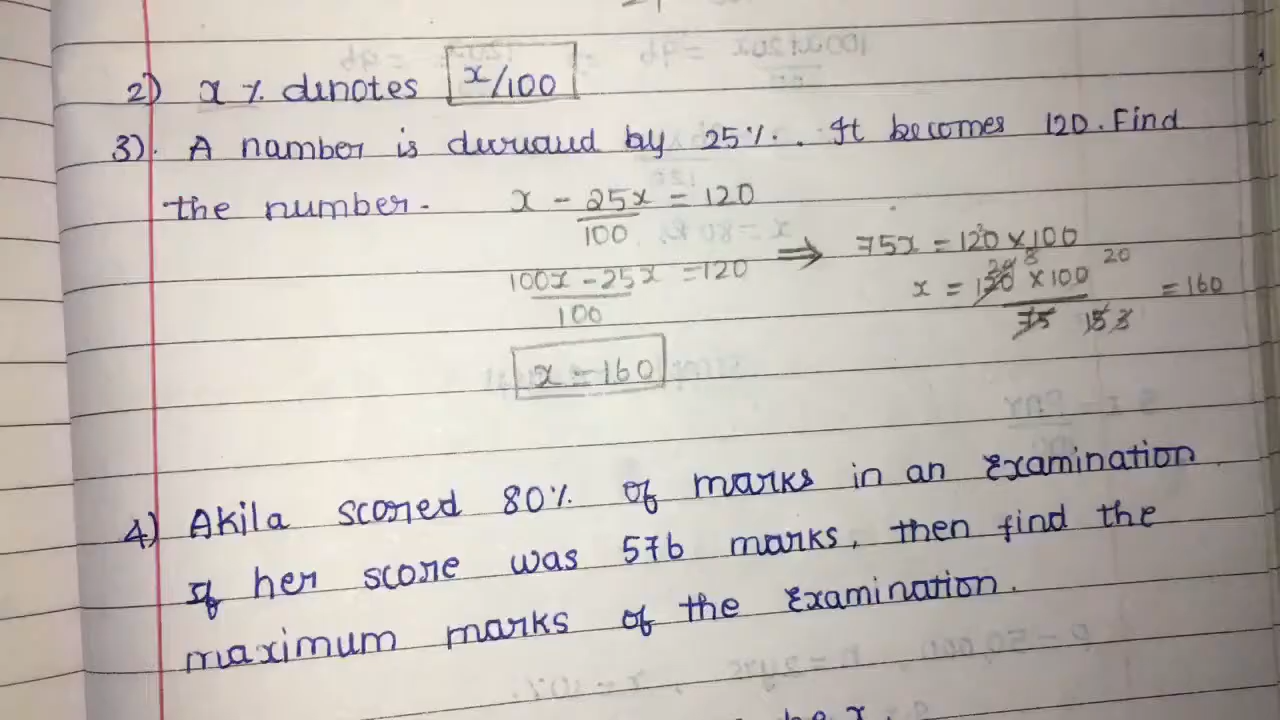 2) x % denotes x/100
3). A number is decreased by 25%. It becomes 120. Find
the number. x - 25x/100 = 120
100x - 25x/100 = 120 ⇒ 75x = 120 × 100
x = 120 × 100 / 75 = 160
x = 160
4) Akila scored 80% of marks in an examination
If her score was 576 marks, then find the
maximum marks of the examination.
be x.